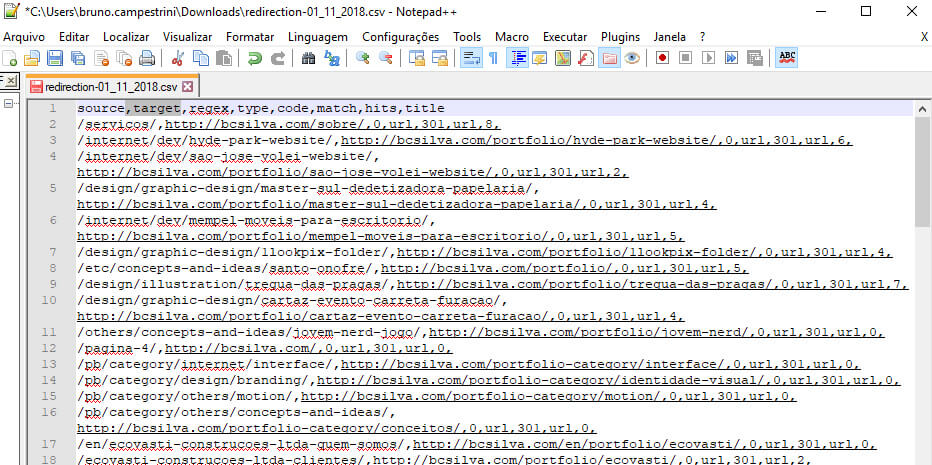 *C:\Users\bruno.campestrini\Downloads\redirection-01_11_2018.csv - Notepad++
Arquivo Editar Localizar Visualizar Formatar Linguagem Configurações Tools Macro Executar Plugins Janela ? X
ABC
redirection-01_11_2018.csv
1 source,target,regex,type,code,match,hits,title
2 /servicos/,http://bcsilva.com/sobre/,0,url,301,url,8,
3 /internet/dev/hyde-park-website/,http://bcsilva.com/portfolio/hyde-park-website/,0,url,301,url,6,
4 /internet/dev/sao-jose-volei-website/,
http://bcsilva.com/portfolio/sao-jose-volei-website/,0,url,301,url,2,
5 /design/graphic-design/master-sul-dedetizadora-papelaria/,
http://bcsilva.com/portfolio/master-sul-dedetizadora-papelaria/,0,url,301,url,4,
6 /internet/dev/mempel-moveis-para-escritorio/,
http://bcsilva.com/portfolio/mempel-moveis-para-escritorio/,0,url,301,url,5,
7 /design/graphic-design/1lookpix-folder/,http://bcsilva.com/portfolio/1lookpix-folder/,0,url,301,url,4,
8 /etc/concepts-and-ideas/santo-onofre/,http://bcsilva.com/portfolio/,0,url,301,url,5,
9 /design/illustration/tregua-das-pragas/,http://bcsilva.com/portfolio/tregua-das-pragas/,0,url,301,url,7,
10 /design/graphic-design/cartaz-evento-carreta-furacao/,
http://bcsilva.com/portfolio/cartaz-evento-carreta-furacao/,0,url,301,url,4,
11 /others/concepts-and-ideas/jovem-nerd-jogo/,http://bcsilva.com/portfolio/jovem-nerd/,0,url,301,url,0,
12 /pagina-4/,http://bcsilva.com/,0,url,301,url,0,
13 /pb/category/internet/interface/,http://bcsilva.com/portfolio-category/interface/,0,url,301,url,0,
14 /pb/category/design/branding/,http://bcsilva.com/portfolio-category/identidade-visual/,0,url,301,url,0,
15 /pb/category/others/motion/,http://bcsilva.com/portfolio-category/motion/,0,url,301,url,0,
16 /pb/category/others/concepts-and-ideas/,
http://bcsilva.com/portfolio-category/conceitos/,0,url,301,url,0,
17 /en/ecovasti-construcoes-ltda-quem-somos/,http://bcsilva.com/en/portfolio/ecovasti/,0,url,301,url,0,
18 /ecovasti-construcoes-ltda-clientes/,http://bcsilva.com/portfolio/ecovasti/,0,url,301,url,2,